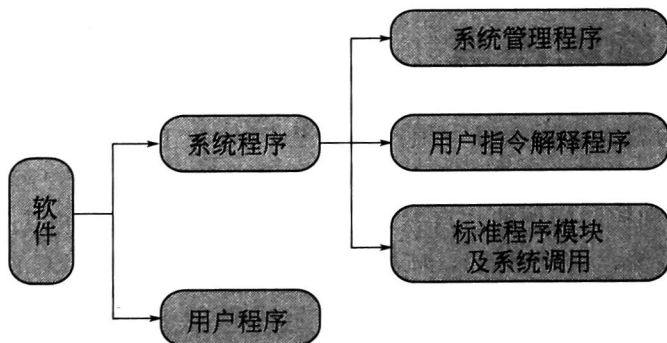 软件
系统程序
用户程序
系统管理程序
用户指令解释程序
标准程序模块
及系统调用